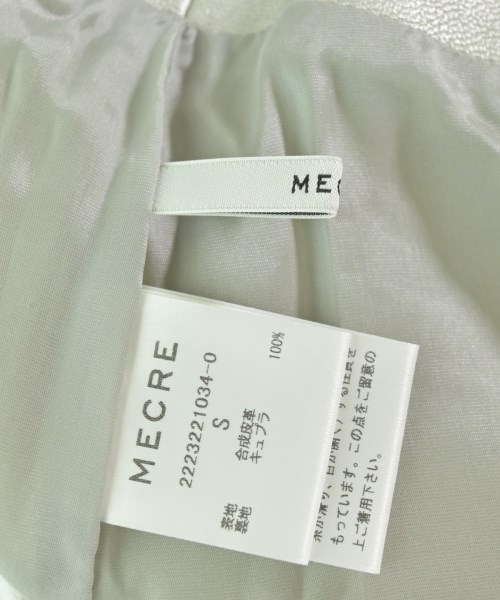 MEC
MECRE
2223221034-0
S
表地 合成皮革
裏地 キュプラ 100%
もっています。この点をご留意の
上ご着用下さい。